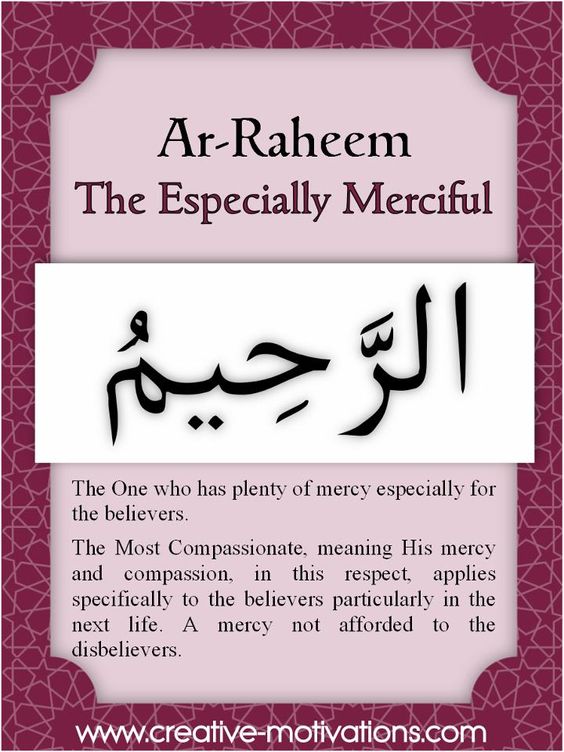 Ar-Raheem
The Especially Merciful
الرَّحِيمُ
The One who has plenty of mercy especially for
the believers.
The Most Compassionate, meaning His mercy
and compassion, in this respect, applies
specifically to the believers particularly in the
next life. A mercy not afforded to the
disbelievers.
www.creative-motivations.com